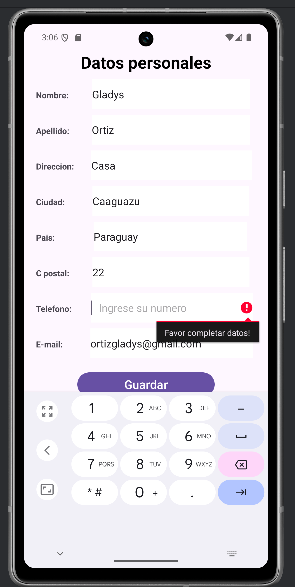 3:06
Datos personales
Nombre: Gladys
Apellido: Ortiz
Direccion: Casa
Ciudad: Caaguazu
Pais: Paraguay
C postal: 22
Telefono: Ingrese su numero
Favor completar datos!
E-mail: ortizgladys@gmail.com
Guardar
1 2 ABC 3 DEF -
4 GHI 5 JKL 6 MNO
7 PQRS 8 TUV 9 WXYZ
* # 0 + .